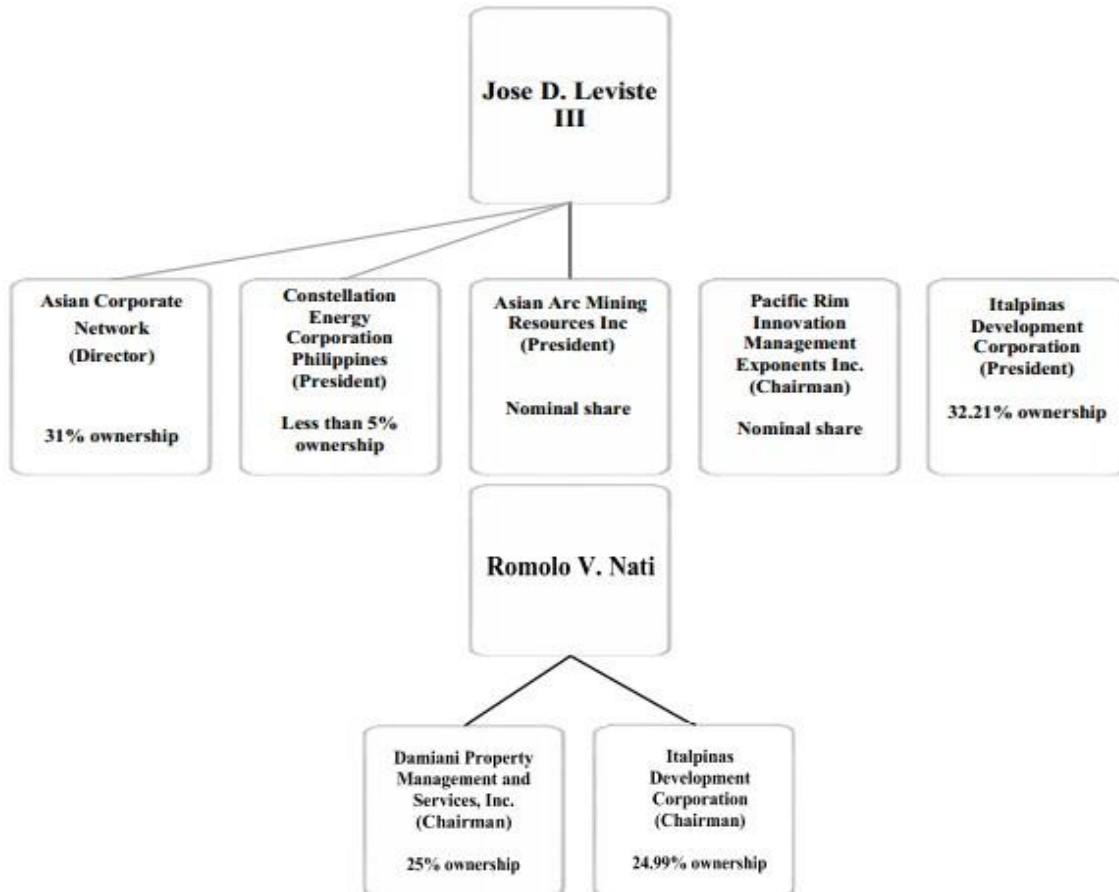 Jose D. Leviste
III
Asian Corporate
Network
(Director)
31% ownership
Constellation
Energy
Corporation
Philippines
(President)
Less than 5%
ownership
Asian Arc Mining
Resources Inc
(President)
Nominal share
Pacific Rim
Innovation
Management
Exponents Inc.
(Chairman)
Nominal share
Italpinas
Development
Corporation
(President)
32.21% ownership
Romolo V. Nati
Damiani Property
Management and
Services, Inc.
(Chairman)
25% ownership
Italpinas
Development
Corporation
(Chairman)
24.99% ownership